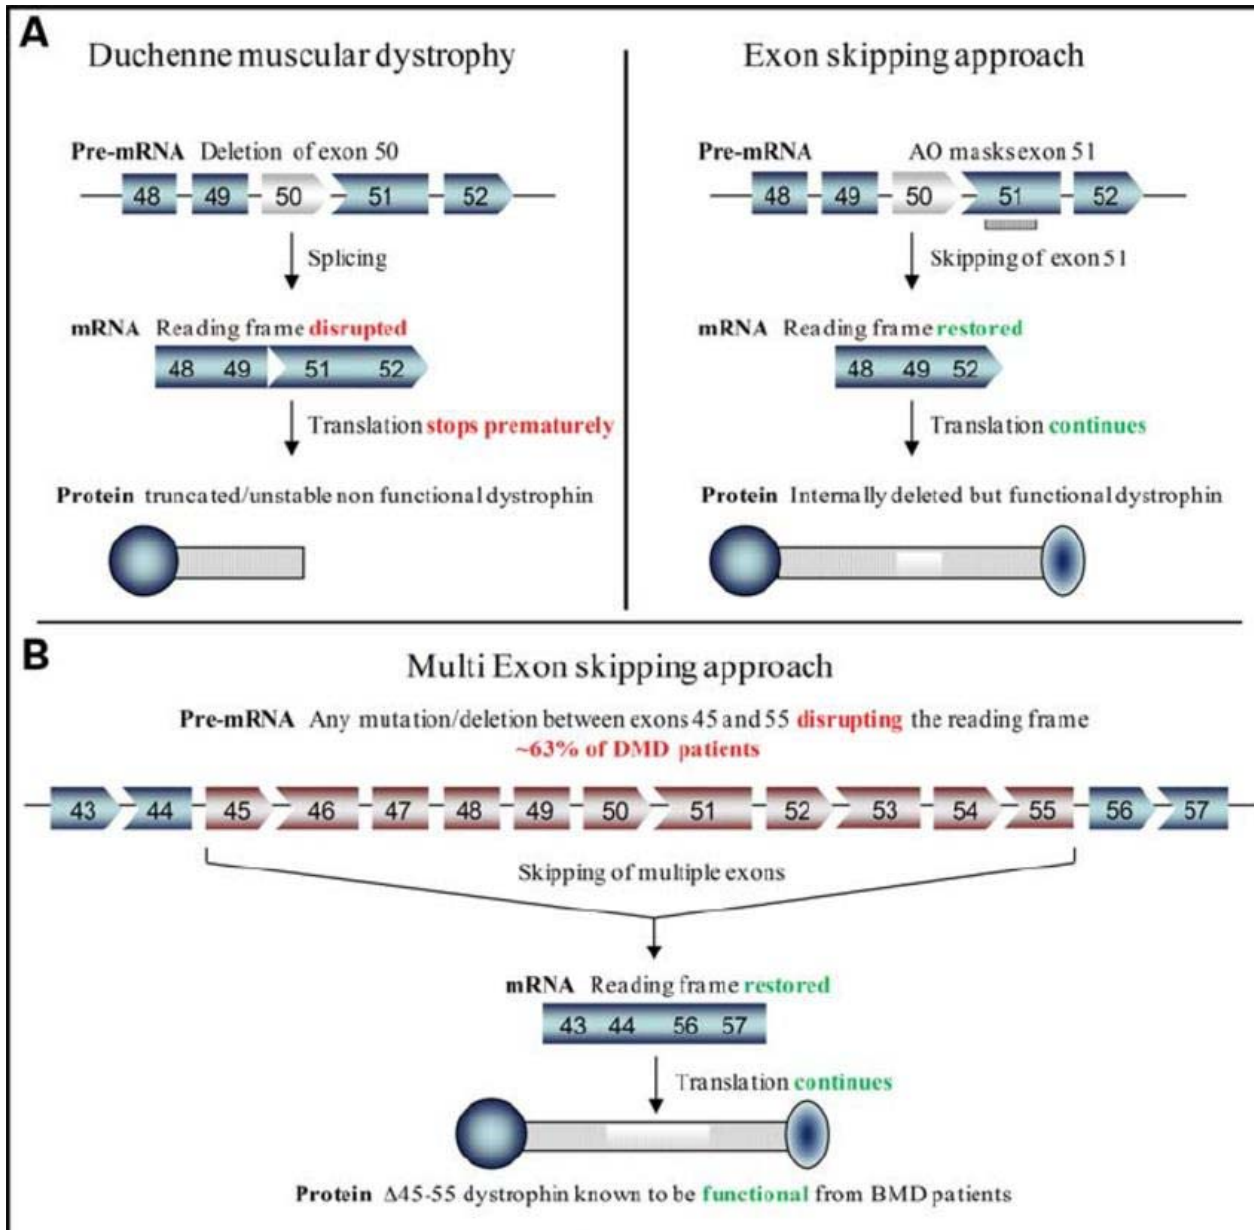 A
Duchenne muscular dystrophy
Pre-mRNA Deletion of exon 50
48 49 50 51 52
Splicing
mRNA Reading frame disrupted
48 49 51 52
Translation stops prematurely
Protein truncated/unstable non functional dystrophin
Exon skipping approach
Pre-mRNA AO masks exon 51
48 49 50 51 52
Skipping of exon 51
mRNA Reading frame restored
48 49 52
Translation continues
Protein Internally deleted but functional dystrophin
B
Multi Exon skipping approach
Pre-mRNA Any mutation/deletion between exons 45 and 55 disrupting the reading frame
~63% of DMD patients
43 44 45 46 47 48 49 50 51 52 53 54 55 56 57
Skipping of multiple exons
mRNA Reading frame restored
43 44 56 57
Translation continues
Protein Δ45-55 dystrophin known to be functional from BMD patients